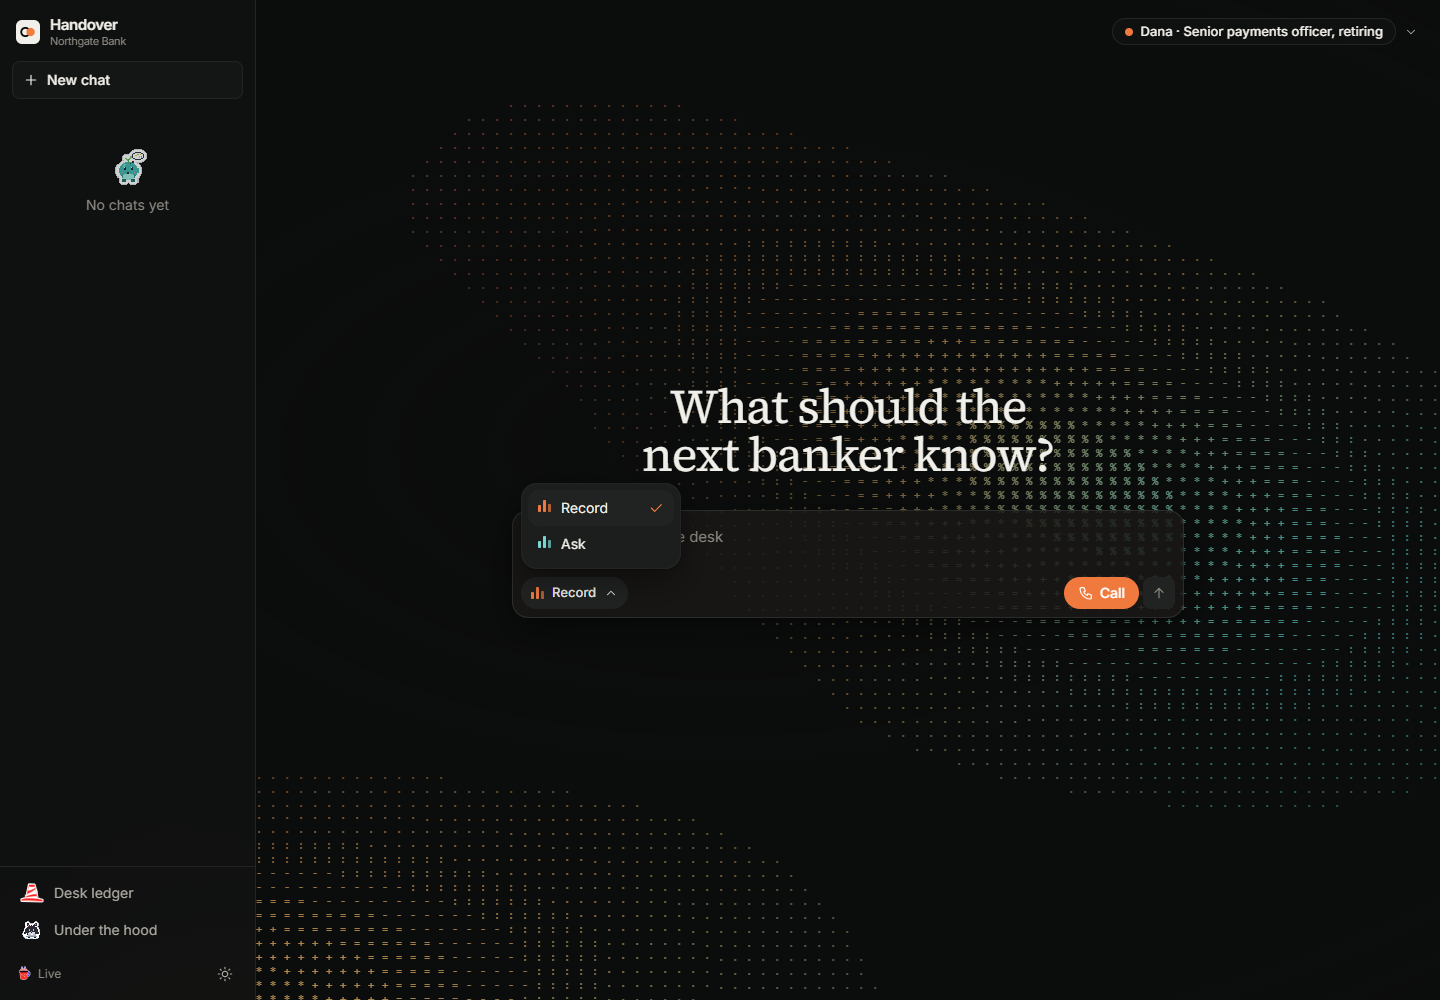 Handover
Northgate Bank
New chat
No chats yet
Dana · Senior payments officer, retiring
What should the
next banker know?
Record
Ask
desk
Record
Call
Desk ledger
Under the hood
Live